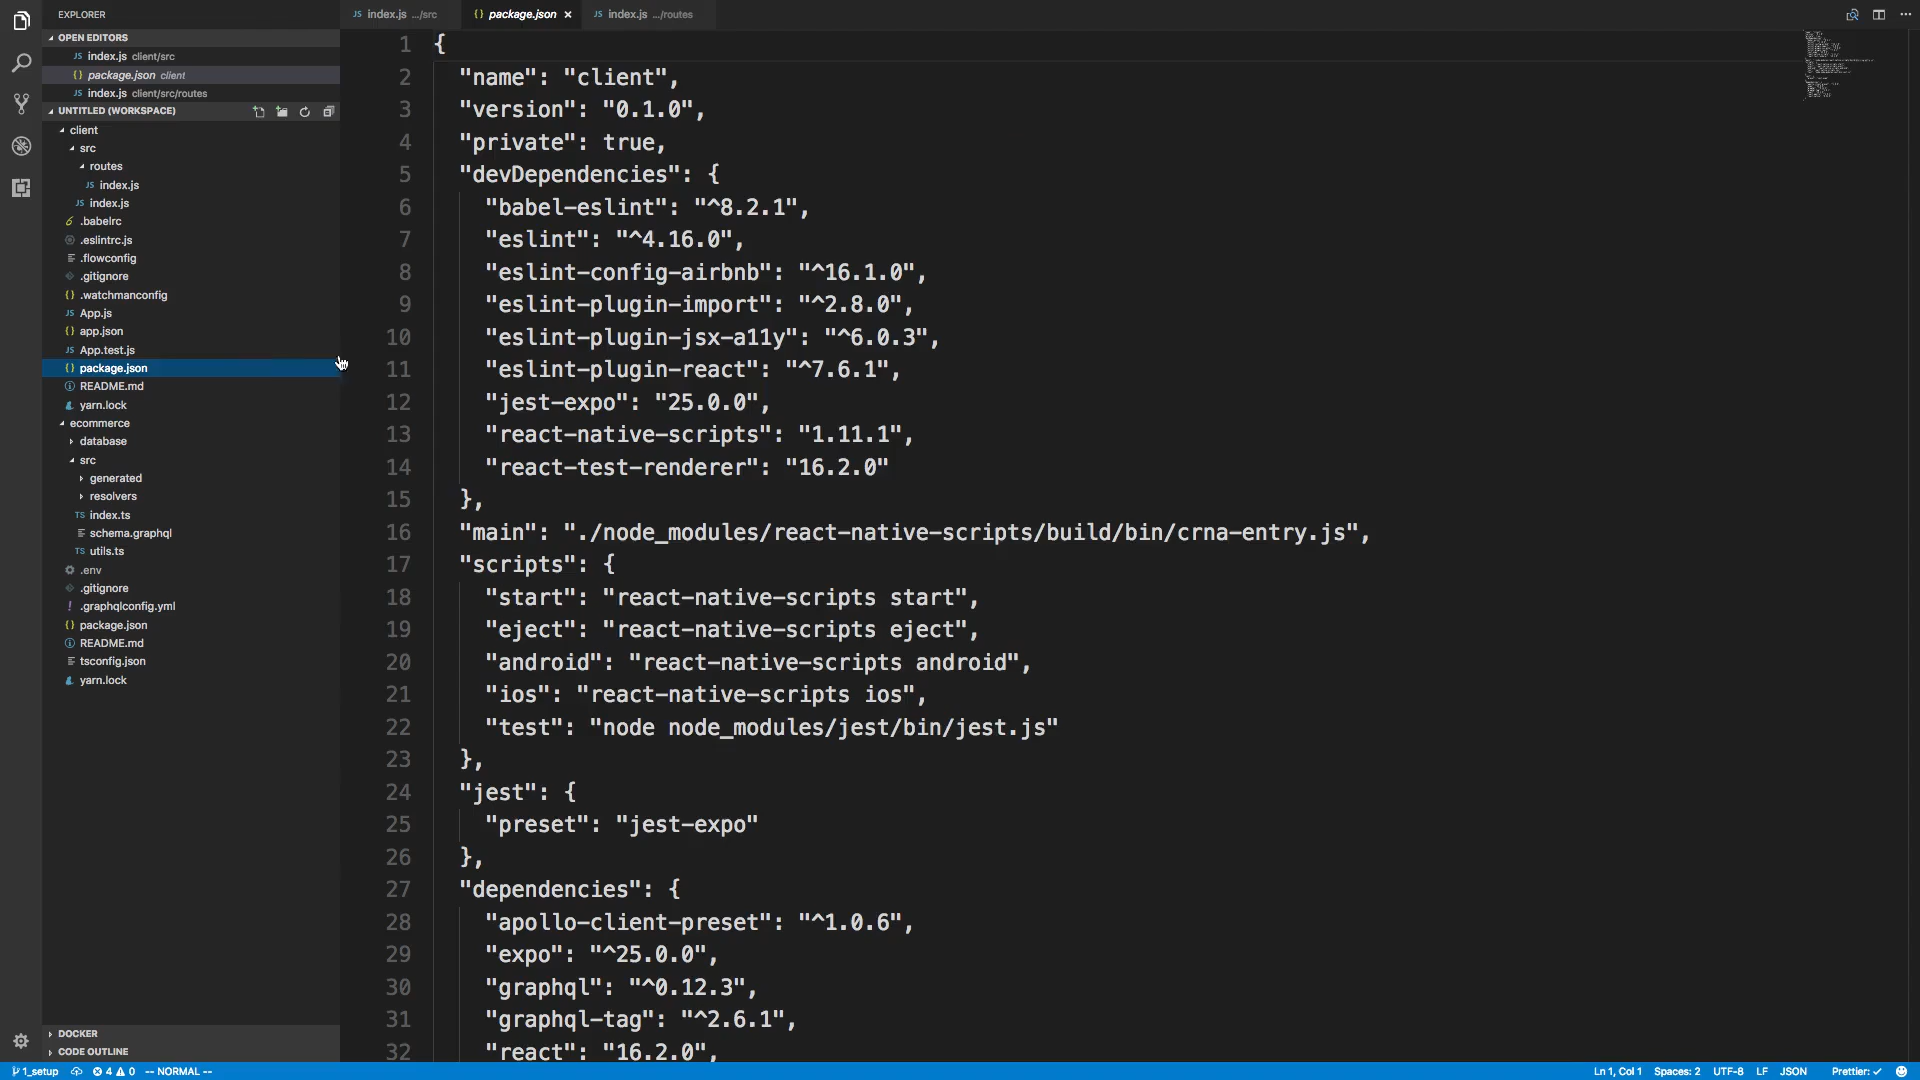 EXPLORER
OPEN EDITORS
JS index.js client/src
{} package.json client
JS index.js client/src/routes
UNTITLED (WORKSPACE)
client
src
routes
JS index.js
JS index.js
.babelrc
.eslintrc.js
.flowconfig
.gitignore
{} .watchmanconfig
JS App.js
{} app.json
JS App.test.js
{} package.json
README.md
yarn.lock
ecommerce
database
src
generated
resolvers
TS index.ts
schema.graphql
TS utils.ts
.env
.gitignore
! .graphqlconfig.yml
{} package.json
README.md
tsconfig.json
yarn.lock
DOCKER
CODE OUTLINE
JS index.js .../src
{} package.json ×
JS index.js .../routes
1 {
2 "name": "client",
3 "version": "0.1.0",
4 "private": true,
5 "devDependencies": {
6 "babel-eslint": "^8.2.1",
7 "eslint": "^4.16.0",
8 "eslint-config-airbnb": "^16.1.0",
9 "eslint-plugin-import": "^2.8.0",
10 "eslint-plugin-jsx-a11y": "^6.0.3",
11 "eslint-plugin-react": "^7.6.1",
12 "jest-expo": "25.0.0",
13 "react-native-scripts": "1.11.1",
14 "react-test-renderer": "16.2.0"
15 },
16 "main": "./node_modules/react-native-scripts/build/bin/crna-entry.js",
17 "scripts": {
18 "start": "react-native-scripts start",
19 "eject": "react-native-scripts eject",
20 "android": "react-native-scripts android",
21 "ios": "react-native-scripts ios",
22 "test": "node node_modules/jest/bin/jest.js"
23 },
24 "jest": {
25 "preset": "jest-expo"
26 },
27 "dependencies": {
28 "apollo-client-preset": "^1.0.6",
29 "expo": "^25.0.0",
30 "graphql": "^0.12.3",
31 "graphql-tag": "^2.6.1",
32 "react": "16.2.0",
1_setup 4 0 -- NORMAL -- Ln 1, Col 1 Spaces: 2 UTF-8 LF JSON Prettier: ✓